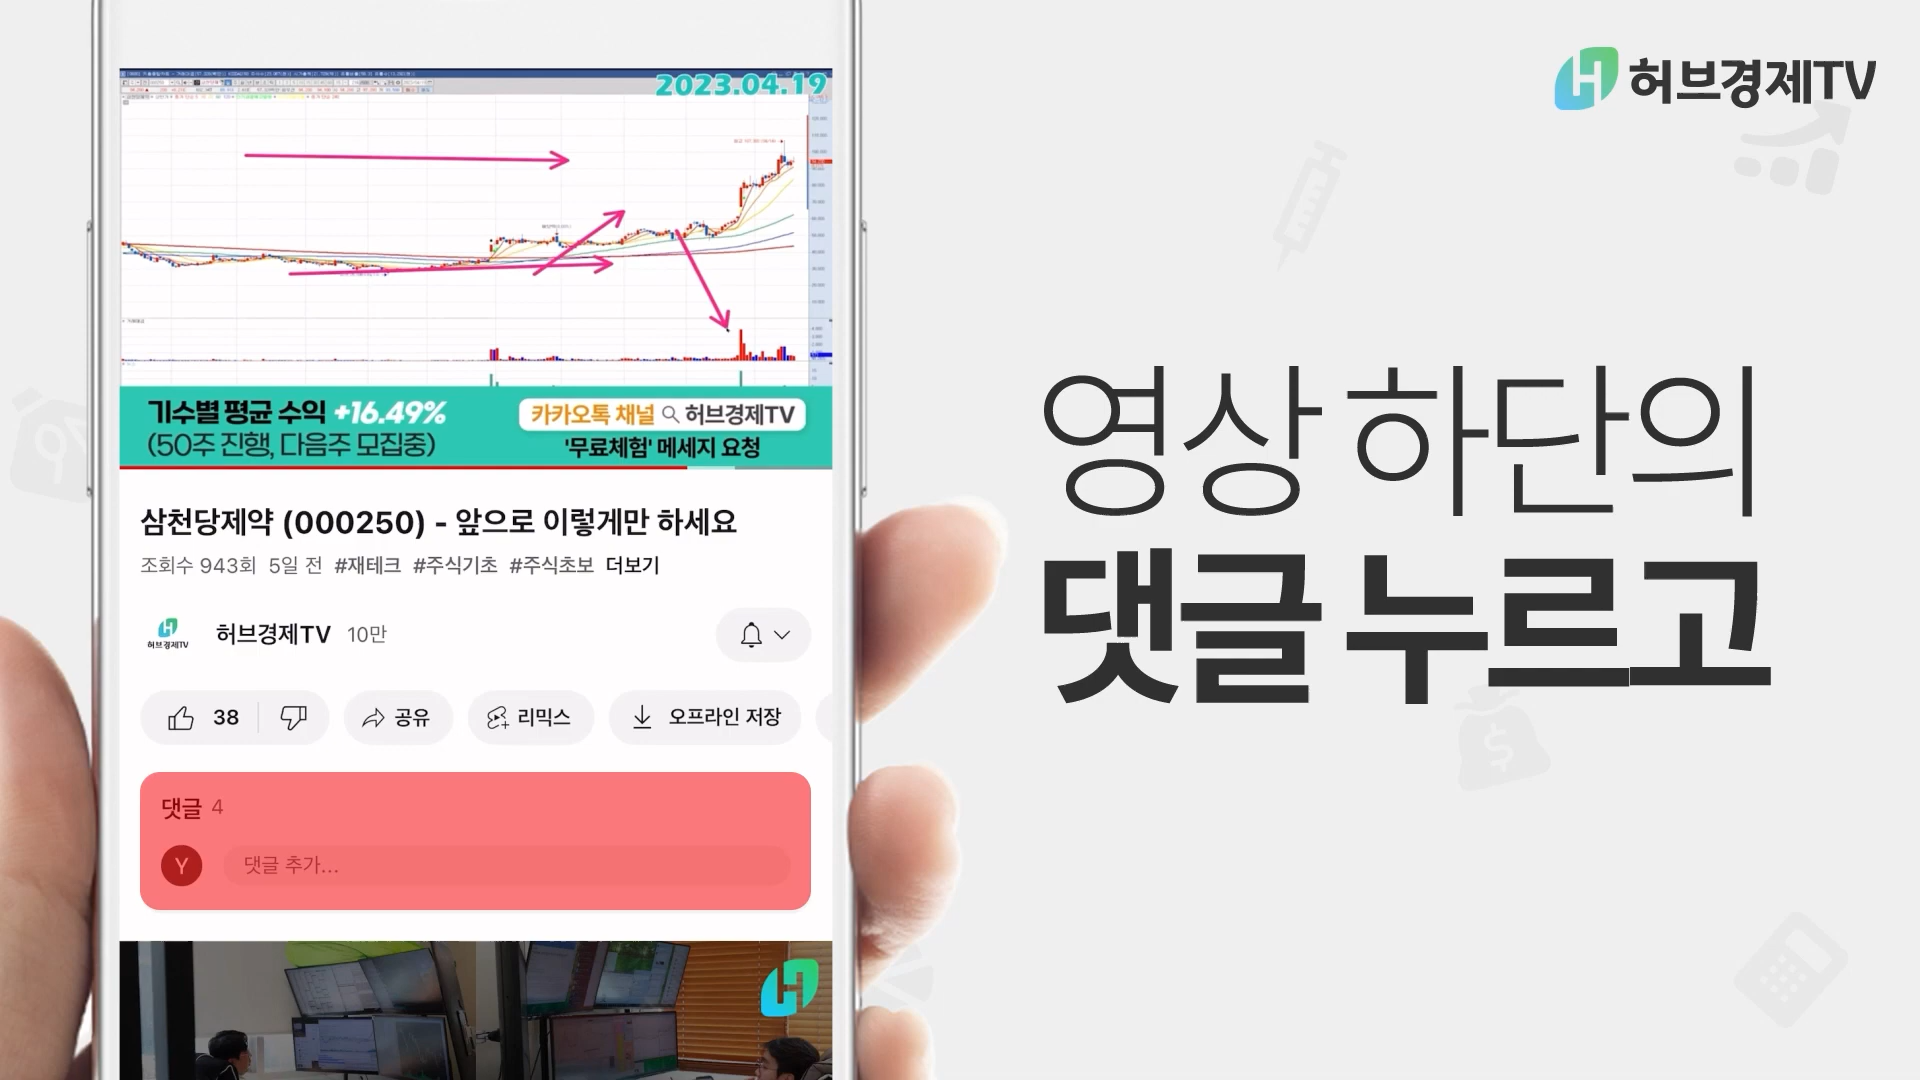 허브경제TV
2023.04.19
기수별 평균 수익 +16.49%
(50주 진행, 다음주 모집중)
카카오톡 채널 허브경제TV
'무료체험' 메세지 요청
삼천당제약 (000250) - 앞으로 이렇게만 하세요
조회수 943회 5일 전 #재테크 #주식기초 #주식초보 더보기
허브경제TV
허브경제TV 10만
38
공유
리믹스
오프라인 저장
댓글 4
Y
댓글 추가...
영상 하단의
댓글 누르고